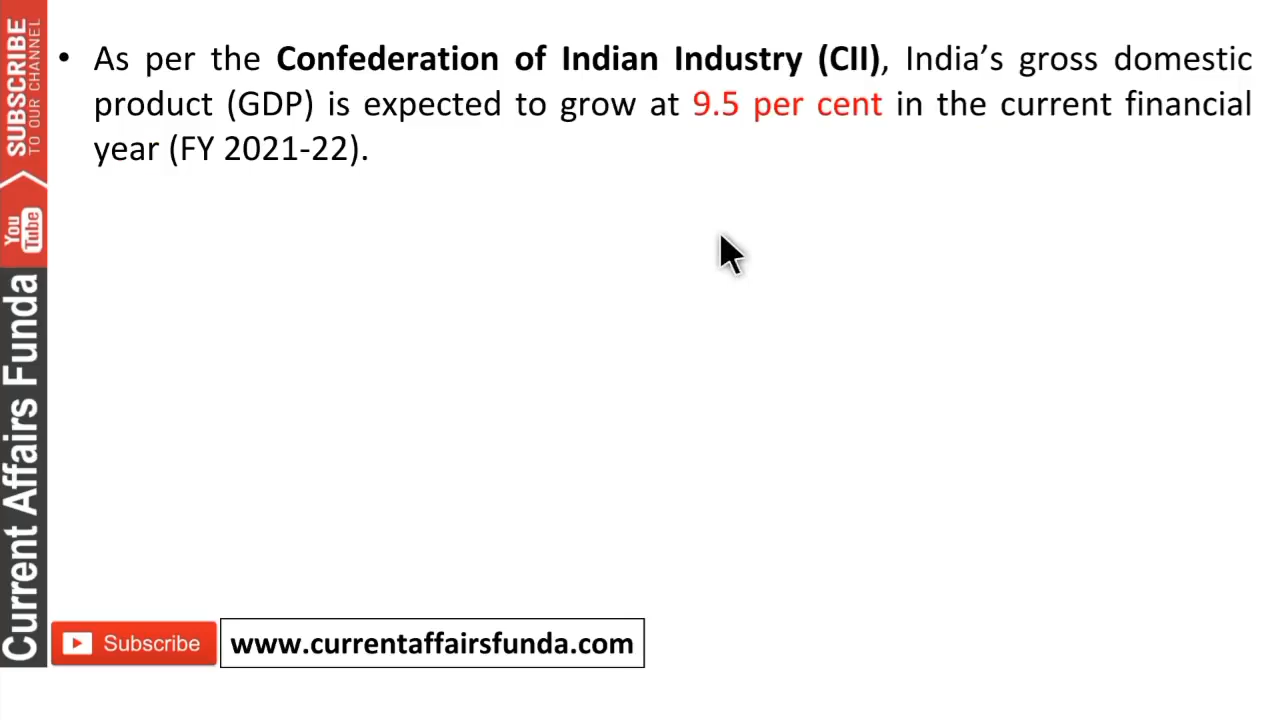 • As per the Confederation of Indian Industry (CII), India's gross domestic
product (GDP) is expected to grow at 9.5 per cent in the current financial
year (FY 2021-22).
SUBSCRIBE
TO OUR CHANNEL
You
Tube
Current Affairs Funda
Subscribe
www.currentaffairsfunda.com